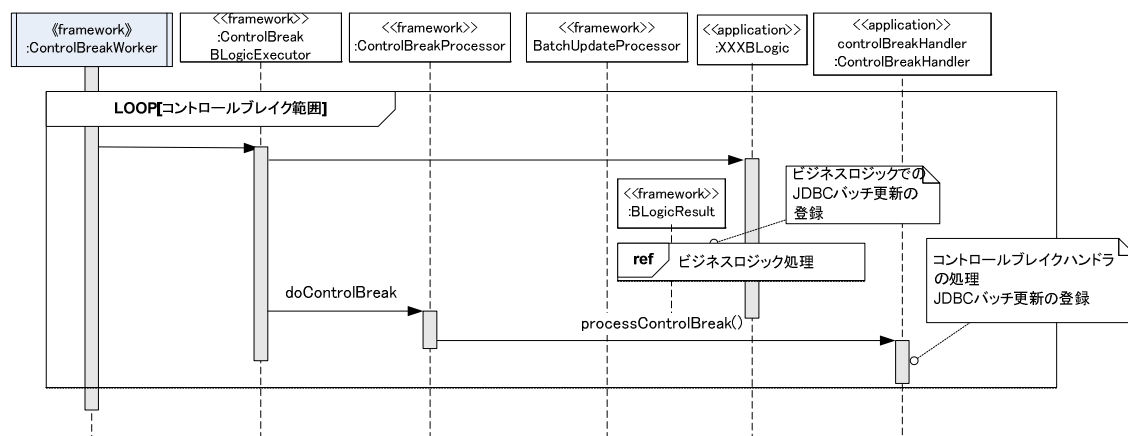 《framework》
:ControlBreakWorker
<<framework>>
:ControlBreak
BLogicExecutor
<<framework>>
:ControlBreakProcessor
<<framework>>
BatchUpdateProcessor
<<application>>
:XXXBLogic
<<application>>
controlBreakHandler
:ControlBreakHandler
LOOP[コントロールブレイク範囲]
ビジネスロジックでの
JDBCバッチ更新の
登録
<<framework>>
:BLogicResult
ref
ビジネスロジック処理
コントロールブレイクハンドラ
の処理
JDBCバッチ更新の登録
doControlBreak
processControlBreak()